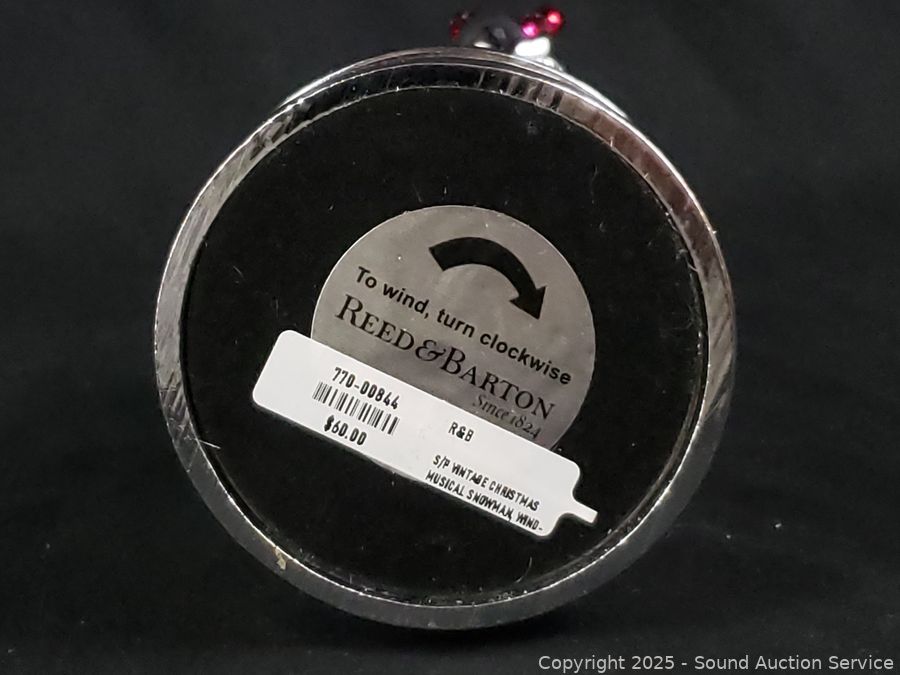 To wind, turn clockwise
REED & BARTON
Since 1824
770-00844
$60.00
R&B
S/P VINTAGE CHRISTMAS
MUSICAL SNOWMAN, WIND-
Copyright 2025 - Sound Auction Service